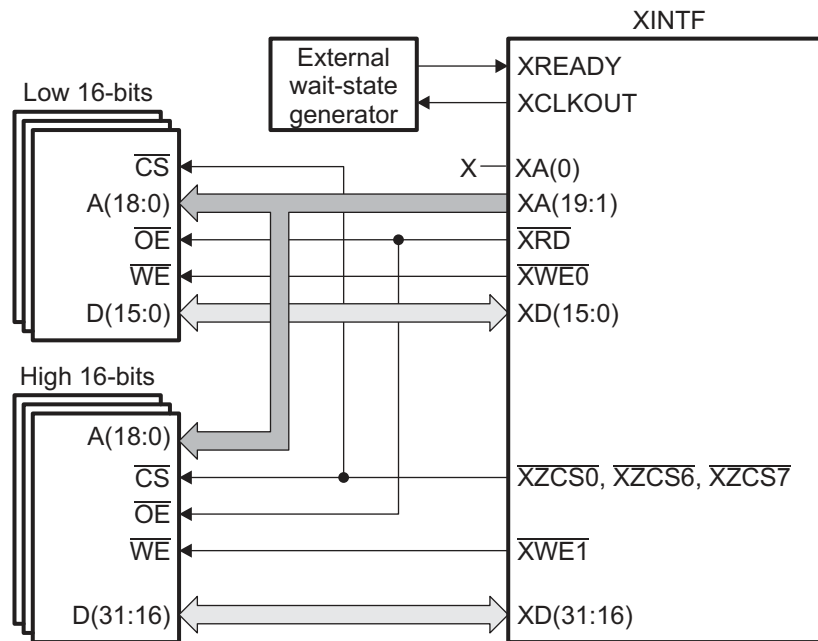 XINTF
External
wait-state
generator
XREADY
XCLKOUT
Low 16-bits
CS
A(18:0)
OE
WE
D(15:0)
X
XA(0)
XA(19:1)
XRD
XWE0
XD(15:0)
High 16-bits
A(18:0)
CS
OE
WE
D(31:16)
XZCS0, XZCS6, XZCS7
XWE1
XD(31:16)